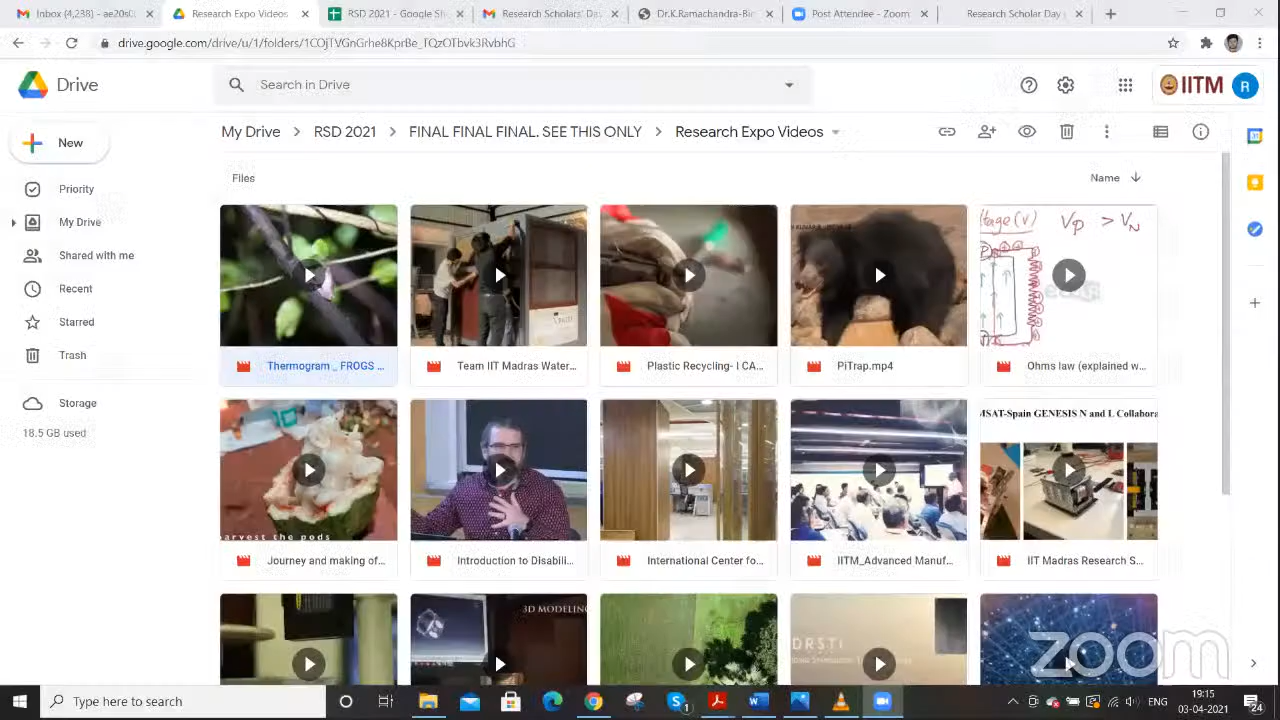 Inbox (4,238) - ae20s0
Research Expo Videos
RSD 2021 - Google S
Research Scholars' Da
Dr.K.Ramachandra-Bio
Post Attendee - Zoom
Research Scholar Day
drive.google.com/drive/u/1/folders/1COjTVGnGrhe8KprBe_TQzOTbvk3RvbhG
Drive
Search in Drive
IITM
R
New
My Drive
RSD 2021
FINAL FINAL FINAL. SEE THIS ONLY
Research Expo Videos
Priority
My Drive
Shared with me
Recent
Starred
Trash
Storage
18.5 GB used
Files
Name
ltage (v) Vp > VN
Thermogram _ FROGS ...
Team IIT Madras Water...
Plastic Recycling- I CA...
PiTrap.mp4
Ohms law (explained w...
arvest the pods
MSAT-Spain GENESIS N and L Collabora
Journey and making of...
Introduction to Disabili...
International Center fo...
IITM_Advanced Manuf...
IIT Madras Research S...
3D MODELING
DRSTI
zoom
Type here to search
ENG
19:15
03-04-2021
24